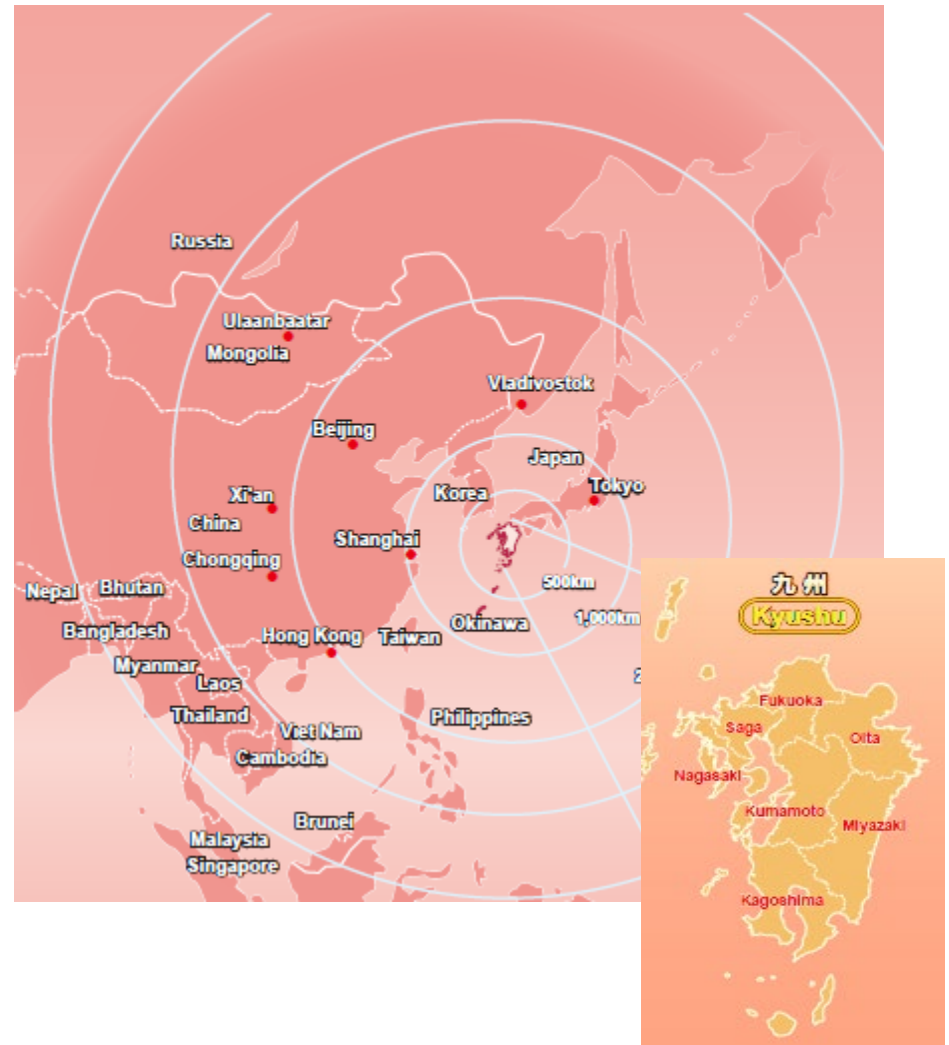 Russia
Ulaanbaatar
Mongolia
Vladivostok
Beijing
Japan
Korea
Tokyo
Xi'an
China
Shanghai
Chongqing
500km
Nepal
Bhutan
1,000km
Okinawa
Bangladesh
Hong Kong
Taiwan
Myanmar
Laos
2
Thailand
Philippines
Viet Nam
Cambodia
Brunei
Malaysia
Singapore
九州
Kyushu
Fukuoka
Saga
Oita
Nagasaki
Kumamoto
Miyazaki
Kagoshima